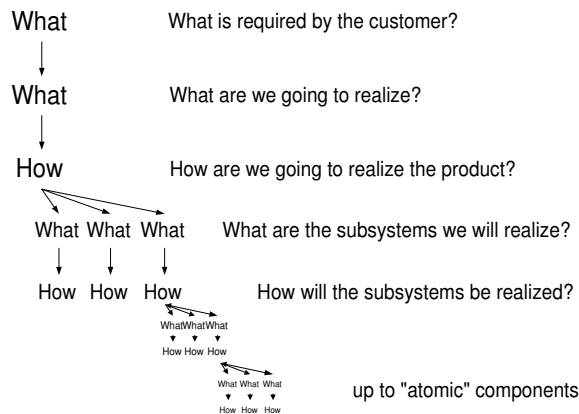 What What is required by the customer?
What What are we going to realize?
How How are we going to realize the product?
What What What What are the subsystems we will realize?
How How How How will the subsystems be realized?
What What What
How How How
What What What up to "atomic" components
How How How